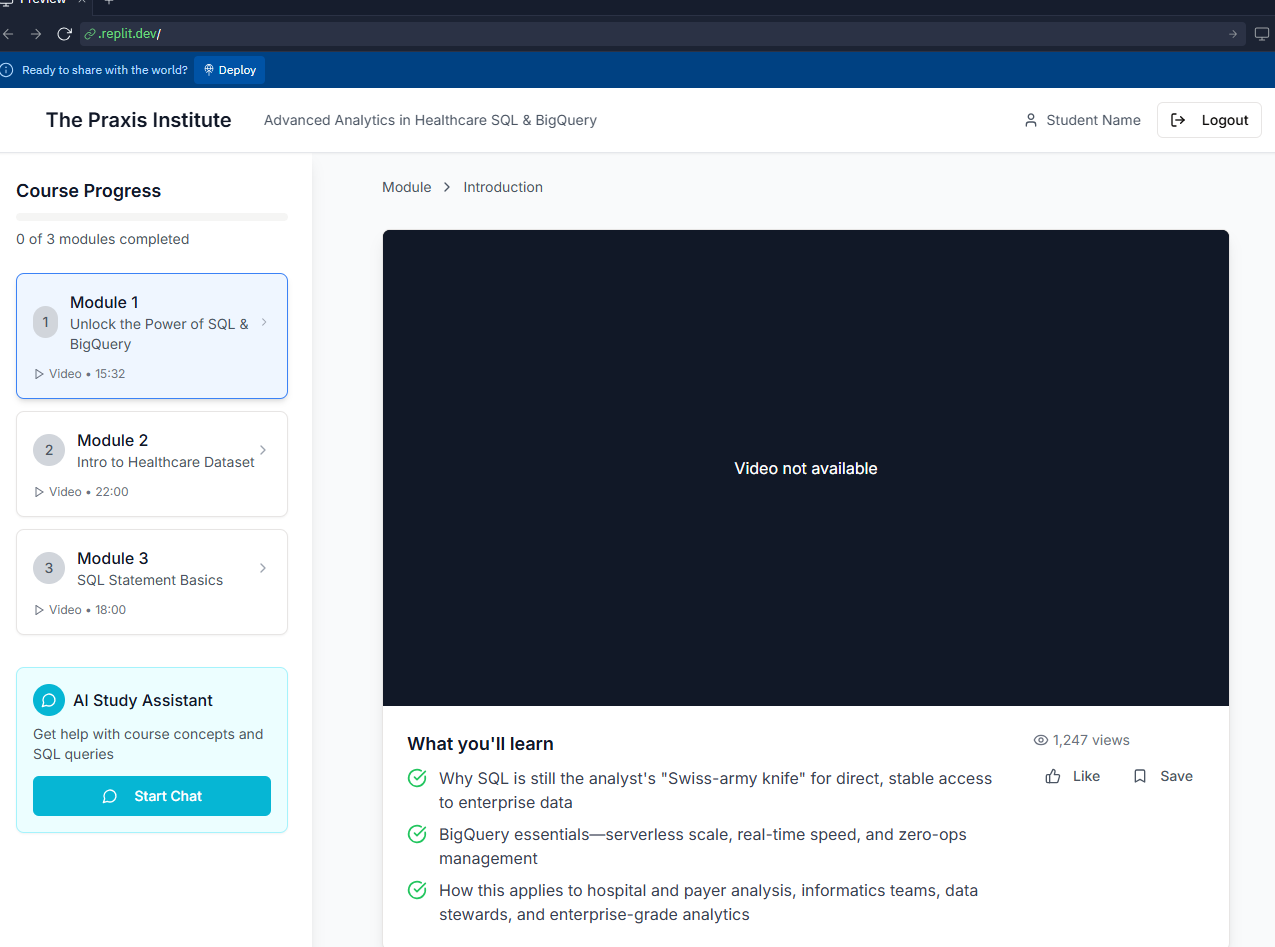 Preview
.replit.dev/
Ready to share with the world?
Deploy
The Praxis Institute
Advanced Analytics in Healthcare SQL & BigQuery
Student Name
Logout
Course Progress
0 of 3 modules completed
1
Module 1
Unlock the Power of SQL &
BigQuery
Video • 15:32
2
Module 2
Intro to Healthcare Dataset
Video • 22:00
3
Module 3
SQL Statement Basics
Video • 18:00
AI Study Assistant
Get help with course concepts and
SQL queries
Start Chat
Module
Introduction
Video not available
What you'll learn
1,247 views
Like
Save
Why SQL is still the analyst's "Swiss-army knife" for direct, stable access
to enterprise data
BigQuery essentials—serverless scale, real-time speed, and zero-ops
management
How this applies to hospital and payer analysis, informatics teams, data
stewards, and enterprise-grade analytics